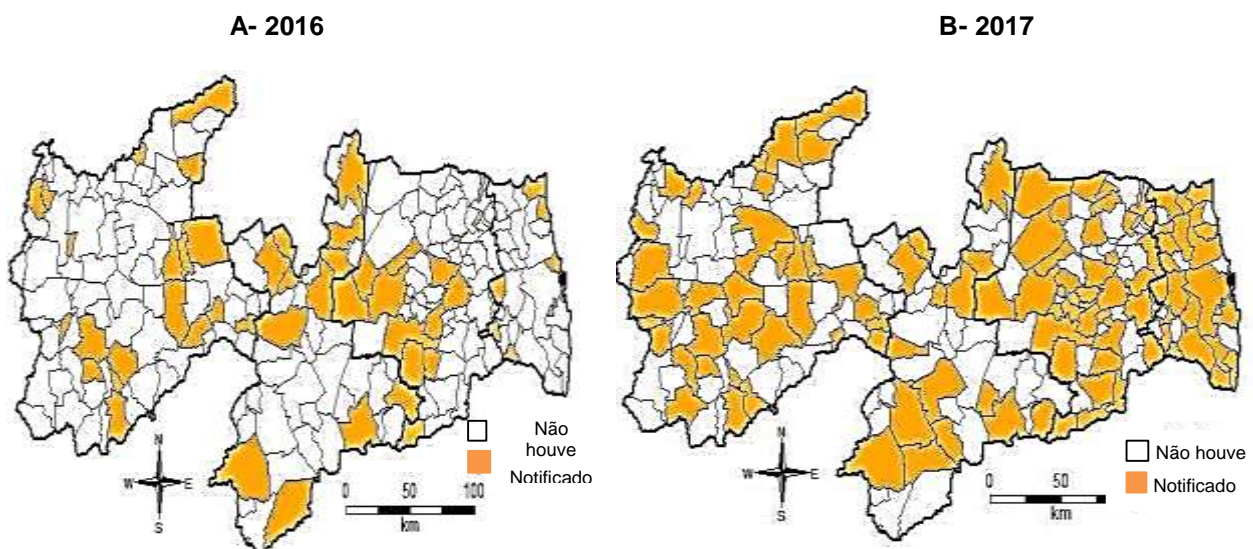 A- 2016
B- 2017
Não
houve
Notificado
N
W
E
S
0 50 100
km
Não houve
Notificado
N
W
E
S
0 50
km